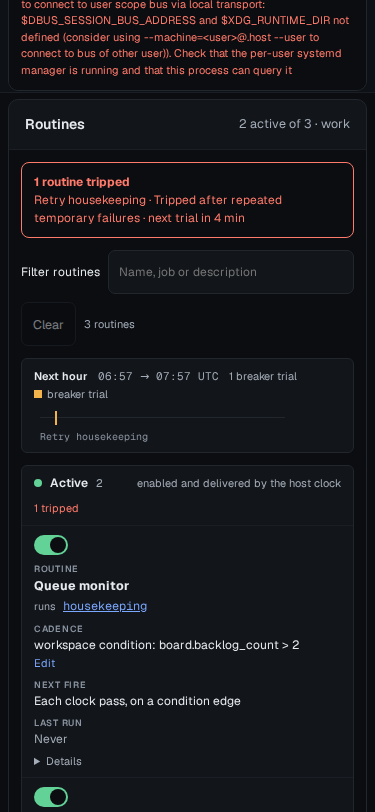 to connect to user scope bus via local transport:
$DBUS_SESSION_BUS_ADDRESS and $XDG_RUNTIME_DIR not
defined (consider using --machine=<user>@.host --user to
connect to bus of other user)). Check that the per-user systemd
manager is running and that this process can query it
Routines
2 active of 3 · work
1 routine tripped
Retry housekeeping · Tripped after repeated
temporary failures · next trial in 4 min
Filter routines
Name, job or description
Clear
3 routines
Next hour 06:57 → 07:57 UTC 1 breaker trial
breaker trial
Retry housekeeping
Active 2
enabled and delivered by the host clock
1 tripped
ROUTINE
Queue monitor
runs housekeeping
CADENCE
workspace condition: board.backlog_count > 2
Edit
NEXT FIRE
Each clock pass, on a condition edge
LAST RUN
Never
Details